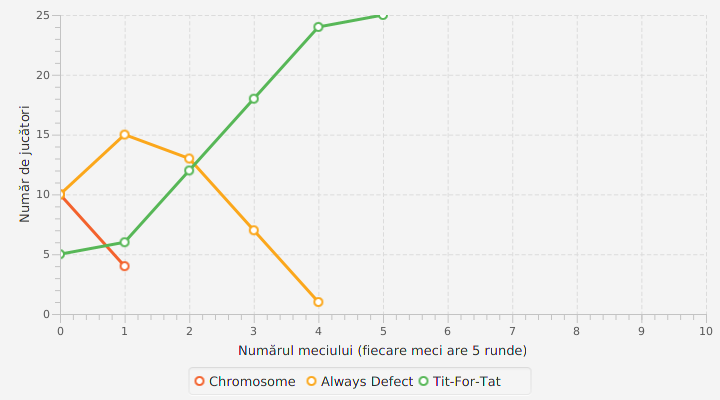 25
20
15
10
5
0
Număr de jucători
0 1 2 3 4 5 6 7 8 9 10
Numărul meciului (fiecare meci are 5 runde)
Chromosome Always Defect Tit-For-Tat